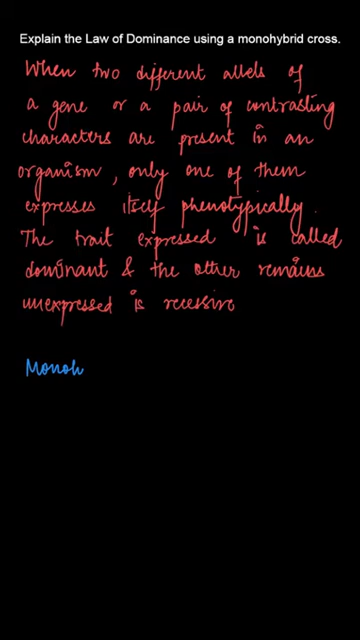 Explain the Law of Dominance using a monohybrid cross.
When two different allels of
a gene or a pair of contrasting
characters are present in an
organism, only one of them
expresses itself phenotypically.
The trait expressed is called
dominant & the other remains
unexpressed is recessive
Monoh